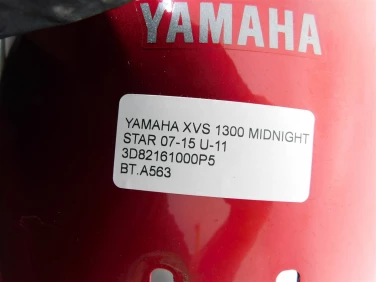 YAMAHA
YAMAHA XVS 1300 MIDNIGHT
STAR 07-15 U-11
3D82161000P5
BT.A563